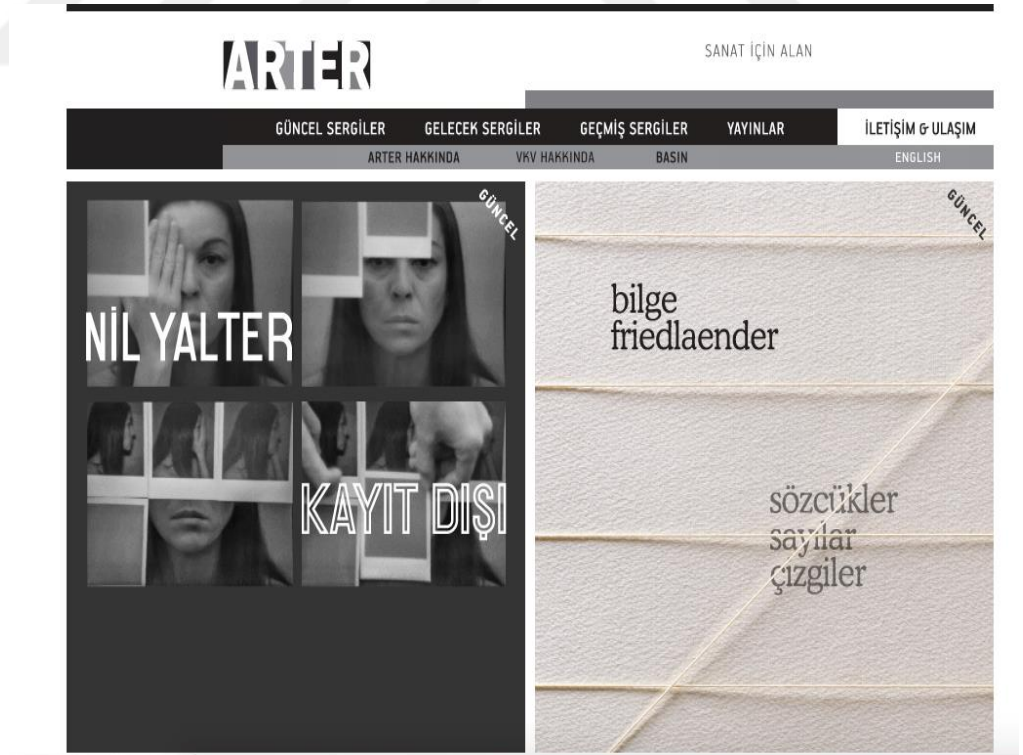 ARTER
SANAT İÇİN ALAN
GÜNCEL SERGİLER GELECEK SERGİLER GEÇMİŞ SERGİLER YAYINLAR İLETİŞİM & ULAŞIM
ARTER HAKKINDA VKV HAKKINDA BASIN ENGLISH
GÜNCEL
NİL YALTER
KAYIT DIŞI
GÜNCEL
bilge
friedlaender
sözcükler
sayılar
çizgiler